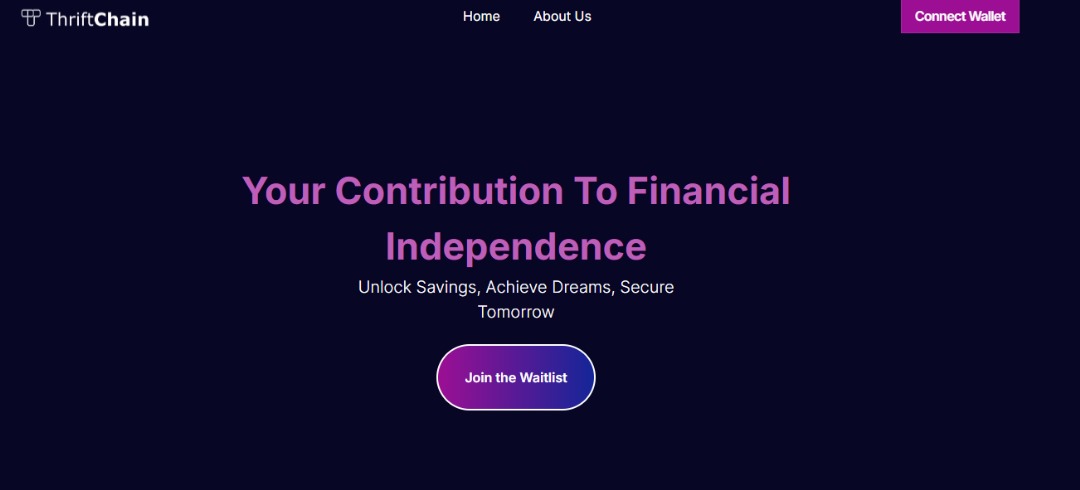 ThriftChain
Home
About Us
Connect Wallet
Your Contribution To Financial
Independence
Unlock Savings, Achieve Dreams, Secure
Tomorrow
Join the Waitlist